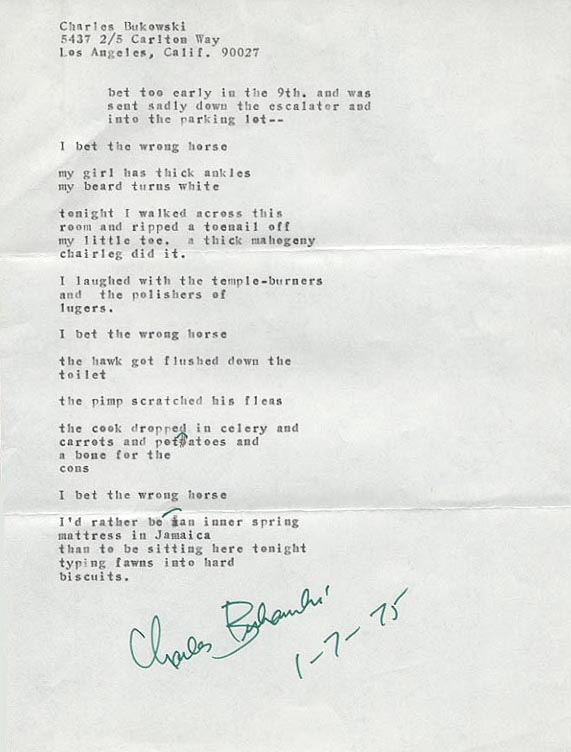 Charles Bukowski
5437 2/5 Carlton Way
Los Angeles, Calif. 90027
bet too early in the 9th. and was
sent sadly down the escalater and
into the parking lot--
I bet the wrong horse
my girl has thick ankles
my beard turns white
tonight I walked across this
room and ripped a toenail off
my little toe. a thick mahogeny
chairleg did it.
I laughed with the temple-burners
and the polishers of
lugers.
I bet the wrong horse
the hawk got flushed down the
toilet
the pimp scratched his fleas
the cook dropped in celery and
carrots and potatoes and
a bone for the
cons
I bet the wrong horse
I'd rather be an inner spring
mattress in Jamaica
than to be sitting here tonight
typing fawns into hard
biscuits.
Charles Bukowski
1-7-75